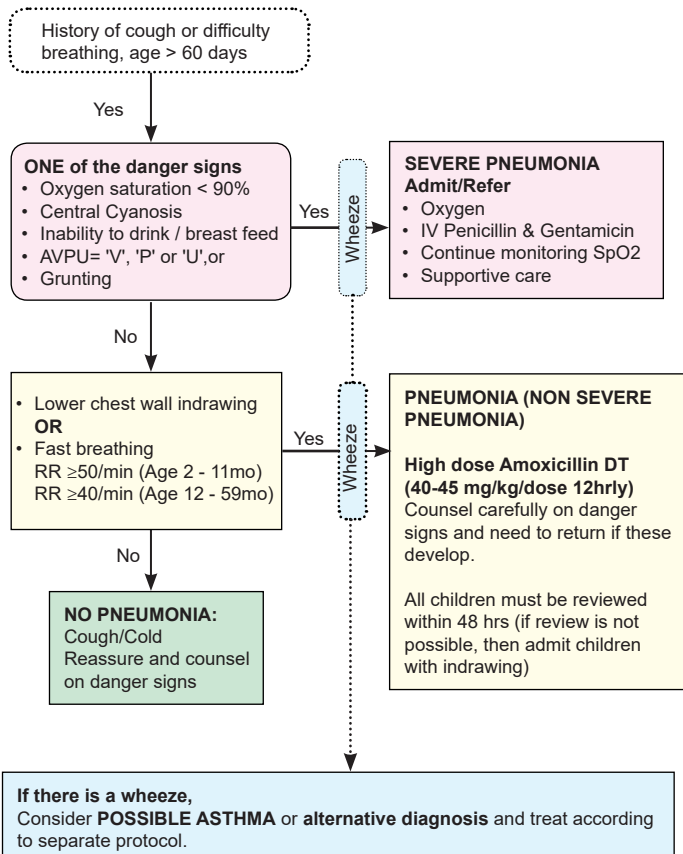 History of cough or difficulty
breathing, age > 60 days
Yes
ONE of the danger signs
• Oxygen saturation < 90%
• Central Cyanosis
• Inability to drink / breast feed
• AVPU= 'V', 'P' or 'U',or
• Grunting
Yes
Wheeze
SEVERE PNEUMONIA
Admit/Refer
• Oxygen
• IV Penicillin & Gentamicin
• Continue monitoring SpO2
• Supportive care
No
• Lower chest wall indrawing
OR
• Fast breathing
RR ≥50/min (Age 2 - 11mo)
RR ≥40/min (Age 12 - 59mo)
Yes
Wheeze
PNEUMONIA (NON SEVERE
PNEUMONIA)
High dose Amoxicillin DT
(40-45 mg/kg/dose 12hrly)
Counsel carefully on danger
signs and need to return if these
develop.
All children must be reviewed
within 48 hrs (if review is not
possible, then admit children
with indrawing)
No
NO PNEUMONIA:
Cough/Cold
Reassure and counsel
on danger signs
If there is a wheeze,
Consider POSSIBLE ASTHMA or alternative diagnosis and treat according
to separate protocol.